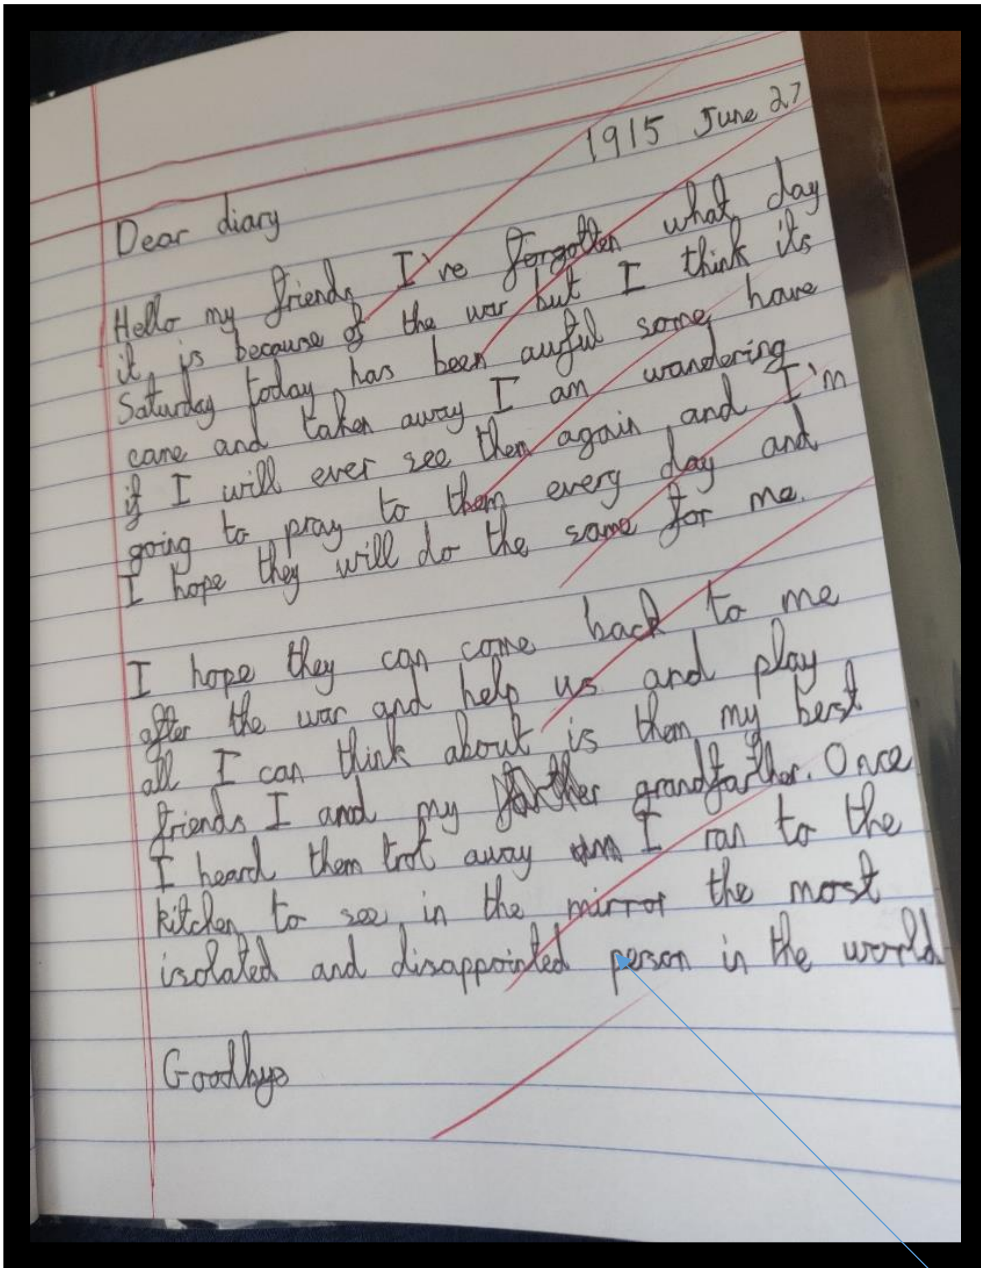 1915 June 27
Dear diary
Hello my friends I've forgotten what day
it is because of the war but I think its
Saturday today has been awful some have
came and taken away I am wandering
if I will ever see them again and I'm
going to pray to them every day and
I hope they will do the same for me.
I hope they can come back to me
after the war and help us and play
all I can think about is them my best
friends I and my grandfarther. Once
I heard them trot away I ran to the
kitchen to see in the mirror the most
isolated and disappointed person in the world
Goodbye